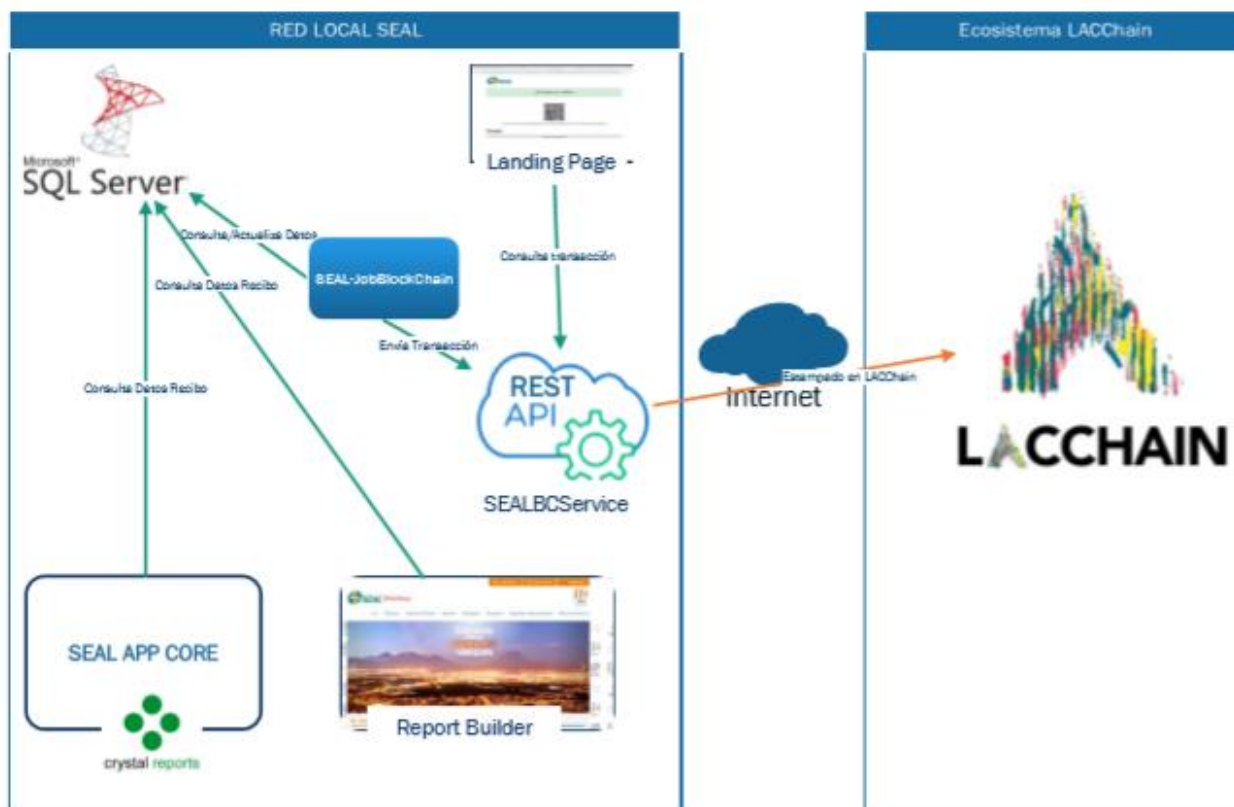 RED LOCAL SEAL
Ecosistema LACChain
Microsoft®
SQL Server
Landing Page
Consulta/Actualiza Datos
SEAL-JobBlockChain
Consulta transacción
Consulta Datos Recibo
Envía Transacción
Consulta Datos Recibo
REST
API
SEALBCService
Estampado en LACChain
Internet
LACCHAIN
SEAL APP CORE
crystal reports
Report Builder